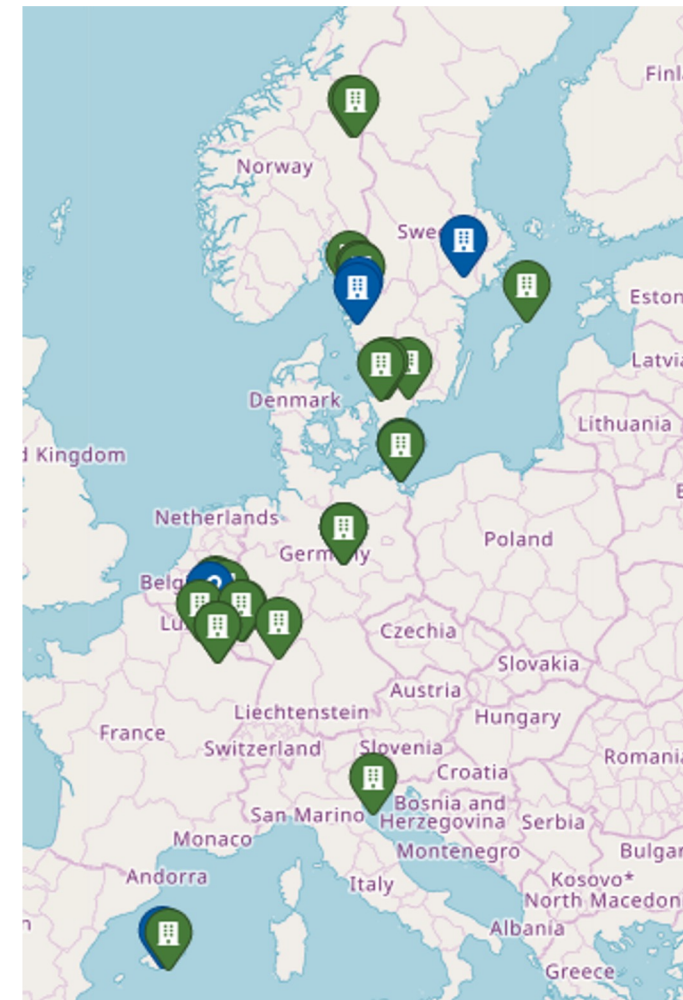 Finl
Norway
Swe
Eston
Latvia
Denmark
Lithuania
d Kingdom
Netherlands
Poland
Germany
Belgi
Lu
Czechia
Slovakia
Austria
Liechtenstein
Hungary
France
Switzerland
Slovenia
Romania
Croatia
San Marino
Bosnia and
Herzegovina
Serbia
Monaco
Montenegro
Bulgar
Andorra
Italy
Kosovo*
North Macedon
Albania
Greece